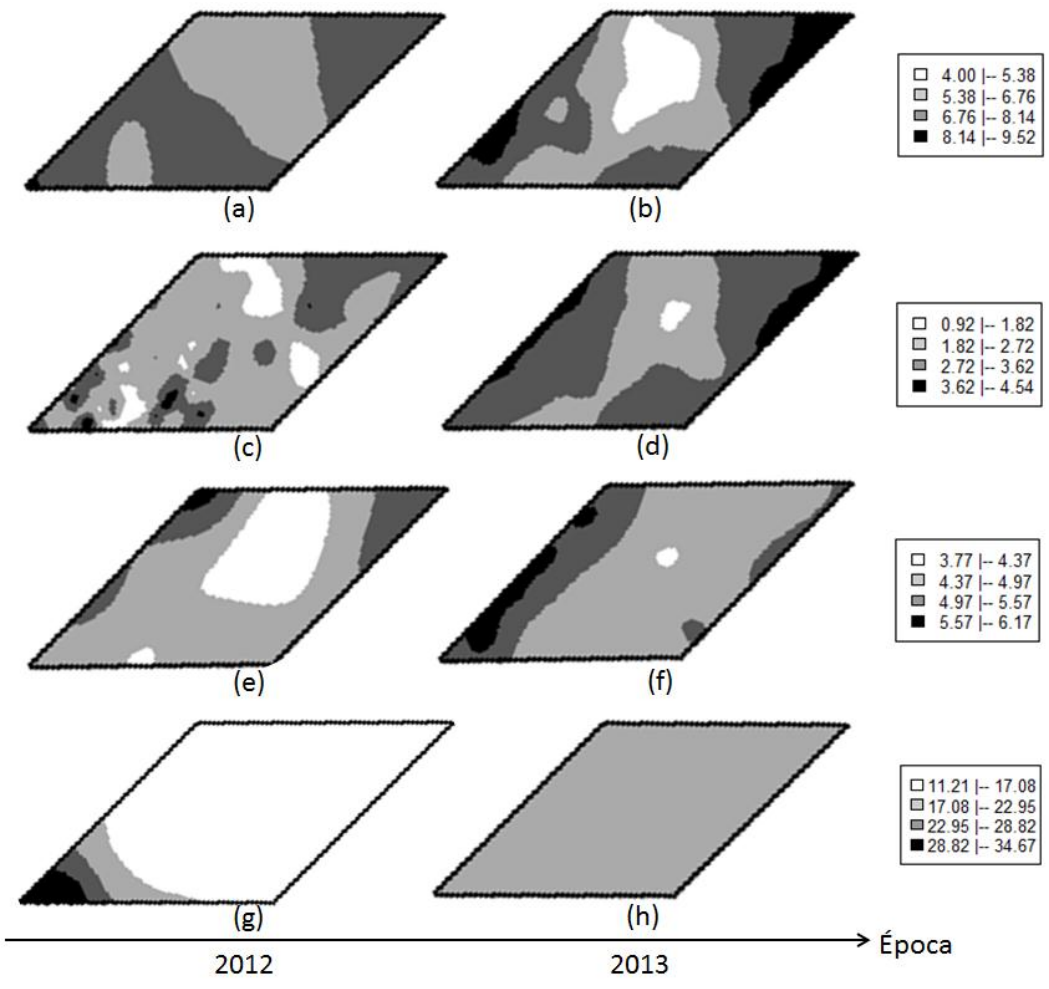 4.00 |-- 5.38
5.38 |-- 6.76
6.76 |-- 8.14
8.14 |-- 9.52
(a)
(b)
0.92 |-- 1.82
1.82 |-- 2.72
2.72 |-- 3.62
3.62 |-- 4.54
(c)
(d)
3.77 |-- 4.37
4.37 |-- 4.97
4.97 |-- 5.57
5.57 |-- 6.17
(e)
(f)
11.21 |-- 17.08
17.08 |-- 22.95
22.95 |-- 28.82
28.82 |-- 34.67
(g)
(h)
Época
2012
2013